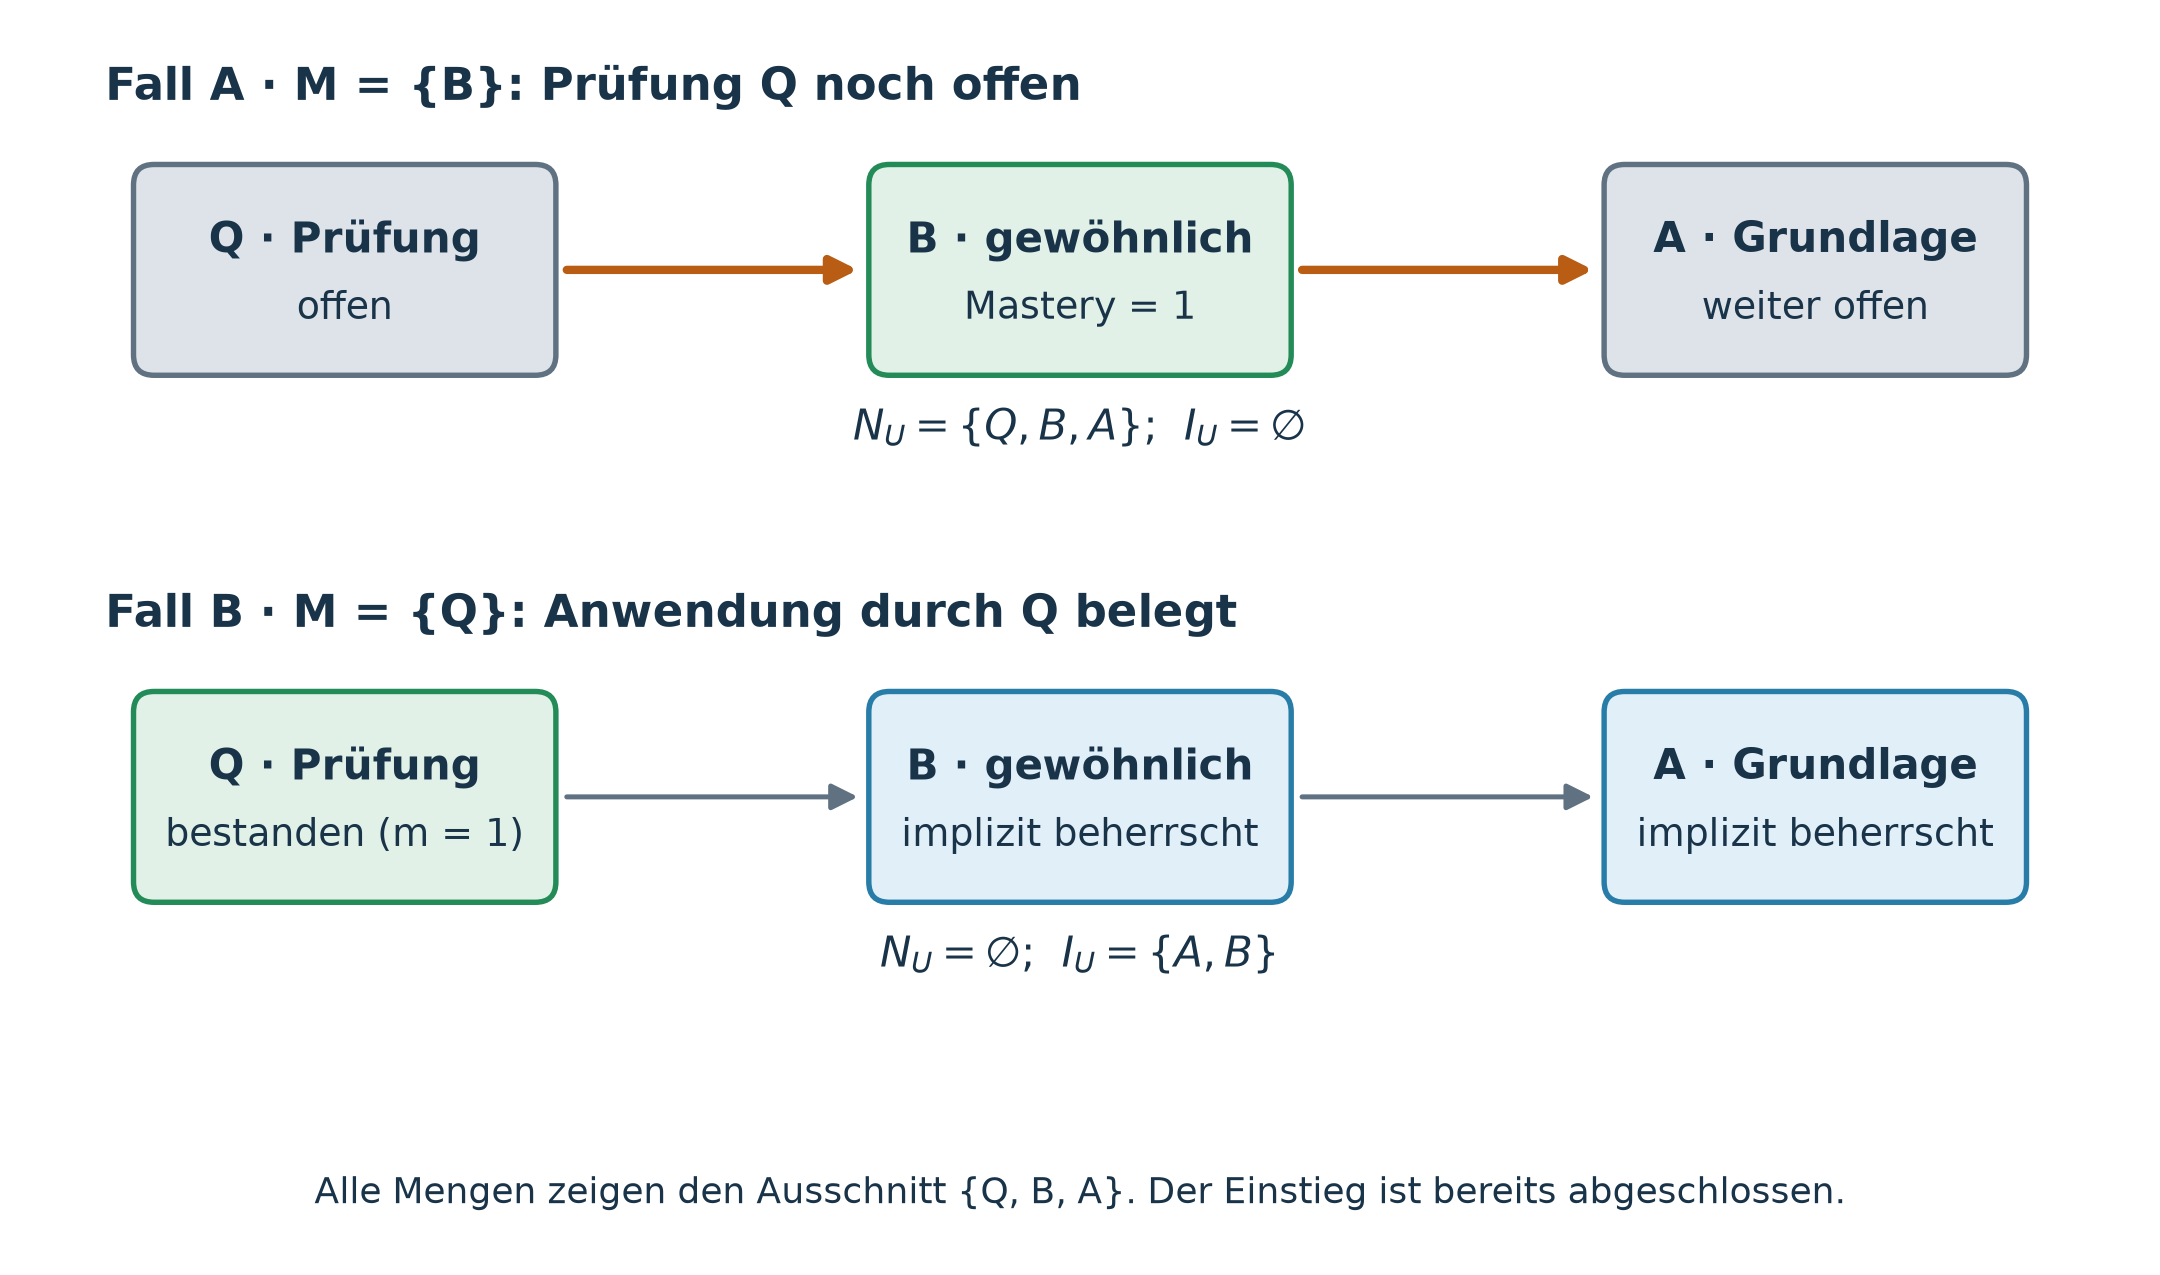 Fall A · M = {B}: Prüfung Q noch offen
Q · Prüfung
offen
B · gewöhnlich
Mastery = 1
A · Grundlage
weiter offen
N_U = {Q, B, A};  I_U = ∅
Fall B · M = {Q}: Anwendung durch Q belegt
Q · Prüfung
bestanden (m = 1)
B · gewöhnlich
implizit beherrscht
A · Grundlage
implizit beherrscht
N_U = ∅;  I_U = {A, B}
Alle Mengen zeigen den Ausschnitt {Q, B, A}. Der Einstieg ist bereits abgeschlossen.